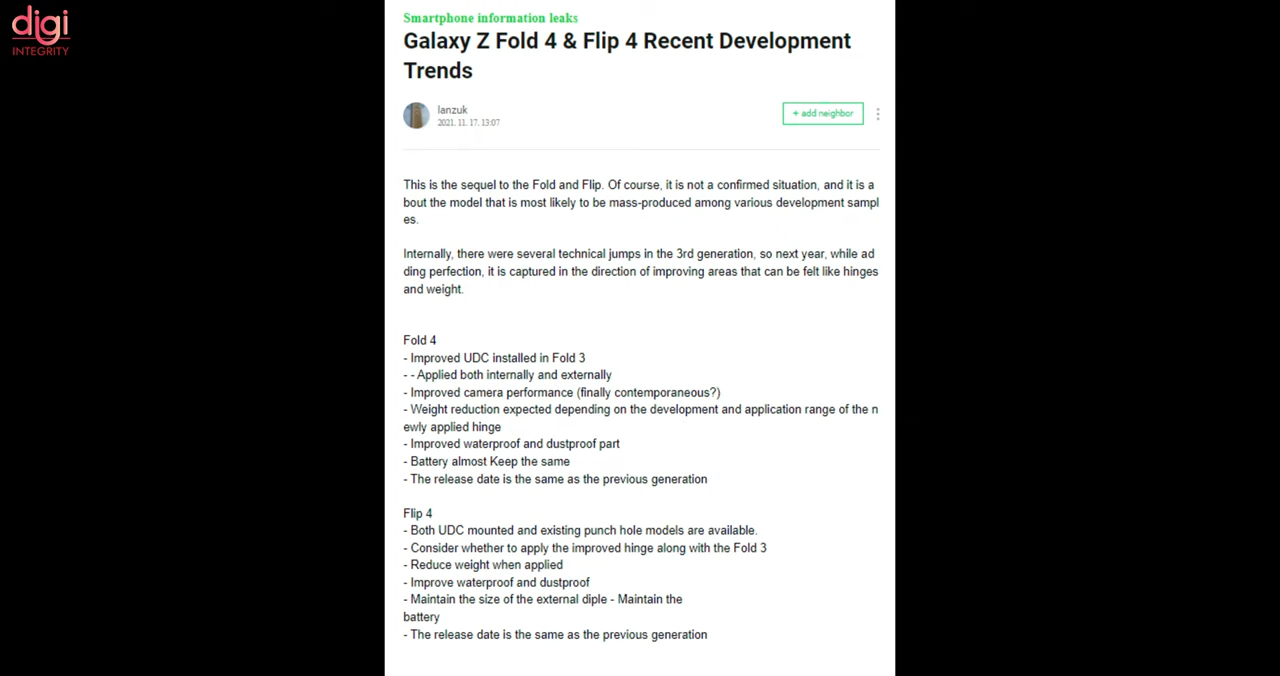 digi
INTEGRITY
Smartphone information leaks
Galaxy Z Fold 4 & Flip 4 Recent Development
Trends
lanzuk
2021. 11. 17. 13:07
+ add neighbor
This is the sequel to the Fold and Flip. Of course, it is not a confirmed situation, and it is a
bout the model that is most likely to be mass-produced among various development sampl
es.
Internally, there were several technical jumps in the 3rd generation, so next year, while ad
ding perfection, it is captured in the direction of improving areas that can be felt like hinges
and weight.
Fold 4
- Improved UDC installed in Fold 3
- - Applied both internally and externally
- Improved camera performance (finally contemporaneous?)
- Weight reduction expected depending on the development and application range of the n
ewly applied hinge
- Improved waterproof and dustproof part
- Battery almost Keep the same
- The release date is the same as the previous generation
Flip 4
- Both UDC mounted and existing punch hole models are available.
- Consider whether to apply the improved hinge along with the Fold 3
- Reduce weight when applied
- Improve waterproof and dustproof
- Maintain the size of the external diple - Maintain the
battery
- The release date is the same as the previous generation